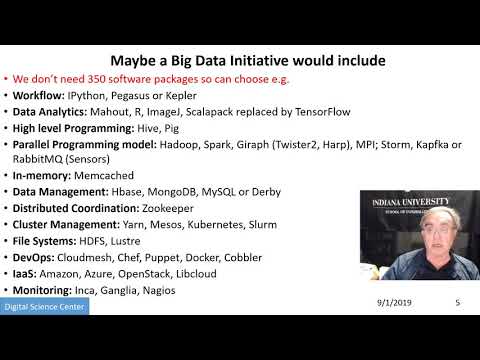 Maybe a Big Data Initiative would include
• We don't need 350 software packages so can choose e.g.
• Workflow: IPython, Pegasus or Kepler
• Data Analytics: Mahout, R, ImageJ, Scalapack replaced by TensorFlow
• High level Programming: Hive, Pig
• Parallel Programming model: Hadoop, Spark, Giraph (Twister2, Harp), MPI; Storm, Kapfka or
RabbitMQ (Sensors)
• In-memory: Memcached
• Data Management: Hbase, MongoDB, MySQL or Derby
• Distributed Coordination: Zookeeper
• Cluster Management: Yarn, Mesos, Kubernetes, Slurm
• File Systems: HDFS, Lustre
• DevOps: Cloudmesh, Chef, Puppet, Docker, Cobbler
• IaaS: Amazon, Azure, OpenStack, Libcloud
• Monitoring: Inca, Ganglia, Nagios
INDIANA UNIVERSITY
SCHOOL OF
Digital Science Center
9/1/2019
5